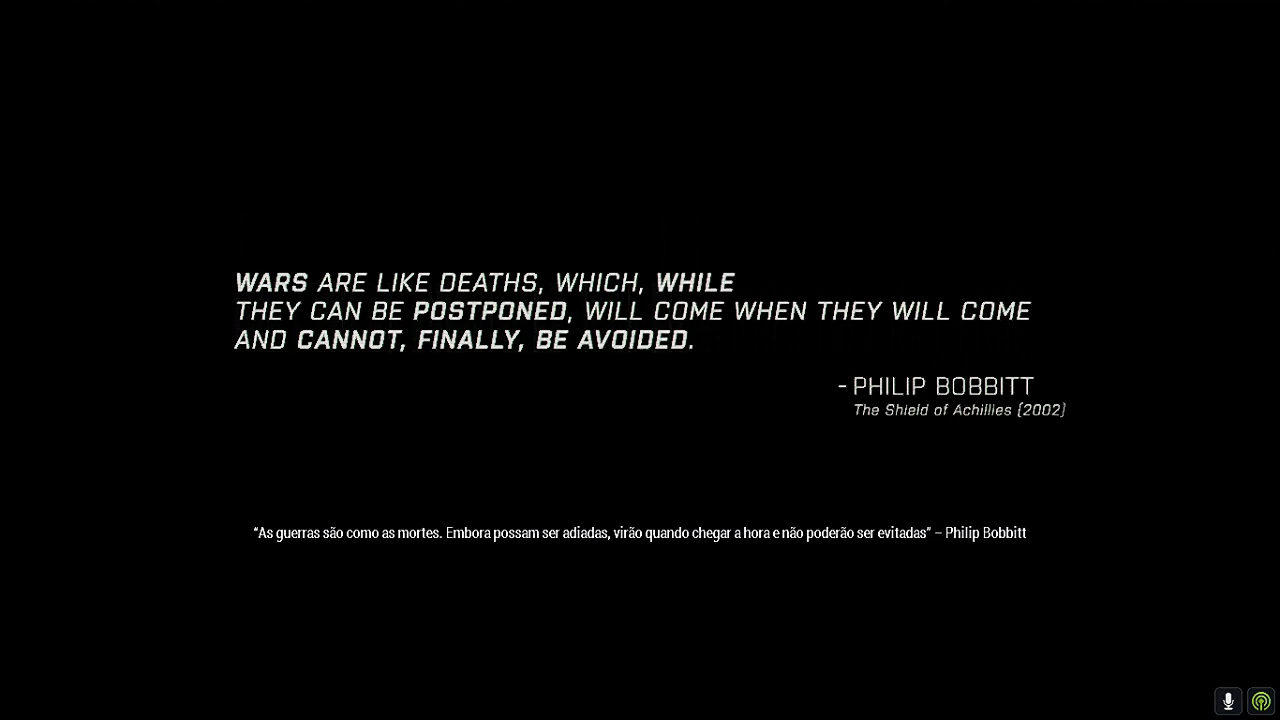 WARS ARE LIKE DEATHS, WHICH, WHILE
THEY CAN BE POSTPONED, WILL COME WHEN THEY WILL COME
AND CANNOT, FINALLY, BE AVOIDED.
- PHILIP BOBBITT
The Shield of Achillies (2002)
“As guerras são como as mortes. Embora possam ser adiadas, virão quando chegar a hora e não poderão ser evitadas” – Philip Bobbitt